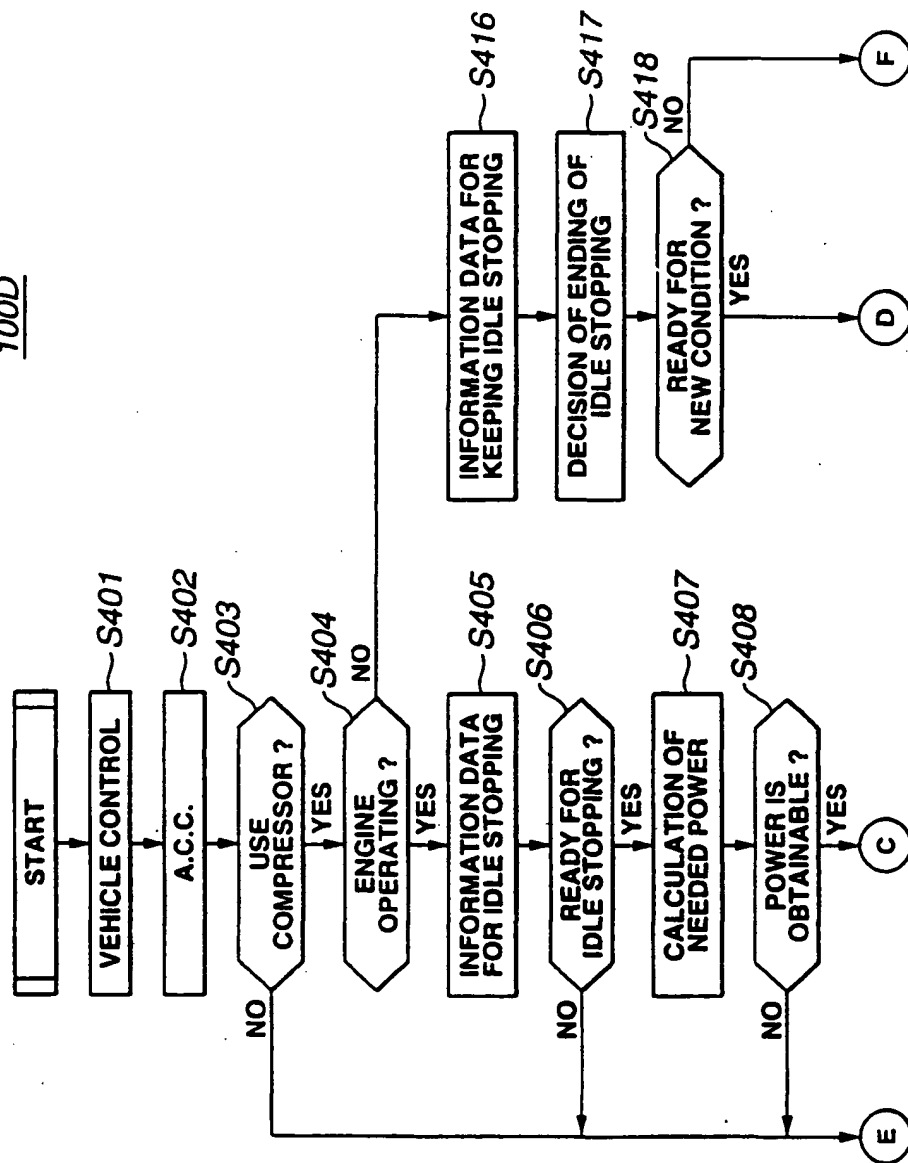 100D
START
VEHICLE CONTROL
S401
A.C.C.
S402
USE
COMPRESSOR ?
S403
NO
YES
ENGINE
OPERATING ?
S404
NO
YES
INFORMATION DATA
FOR IDLE STOPPING
S405
READY FOR
IDLE STOPPING ?
S406
NO
YES
CALCULATION OF
NEEDED POWER
S407
POWER IS
OBTAINABLE ?
S408
NO
YES
INFORMATION DATA FOR
KEEPING IDLE STOPPING
S416
DECISION OF ENDING OF
IDLE STOPPING
S417
READY FOR
NEW CONDITION ?
S418
NO
YES
E
C
D
F